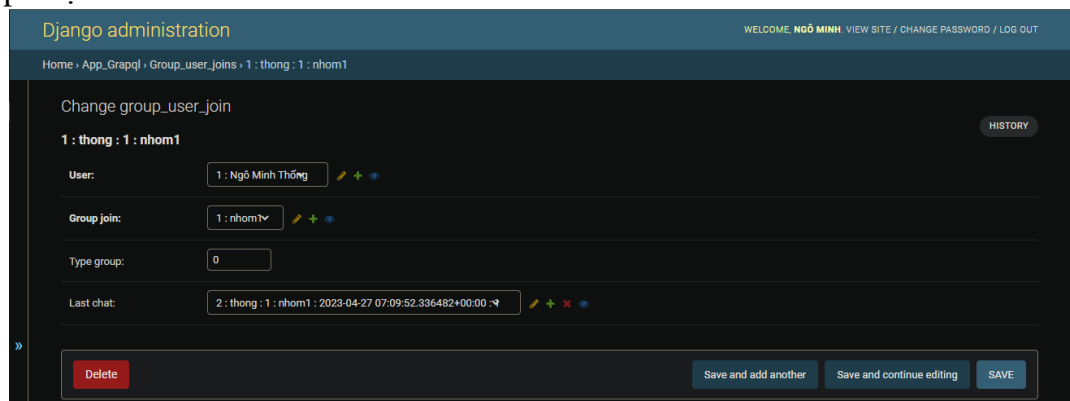 Django administration
WELCOME, NGÔ MINH. VIEW SITE / CHANGE PASSWORD / LOG OUT
Home › App_Grapql › Group_user_joins › 1 : thong : 1 : nhom1
Change group_user_join
HISTORY
1 : thong : 1 : nhom1
User: 1 : Ngô Minh Thống
Group join: 1 : nhom1
Type group: 0
Last chat: 2 : thong : 1 : nhom1 : 2023-04-27 07:09:52.336482+00:00 :
»
Delete Save and add another Save and continue editing SAVE